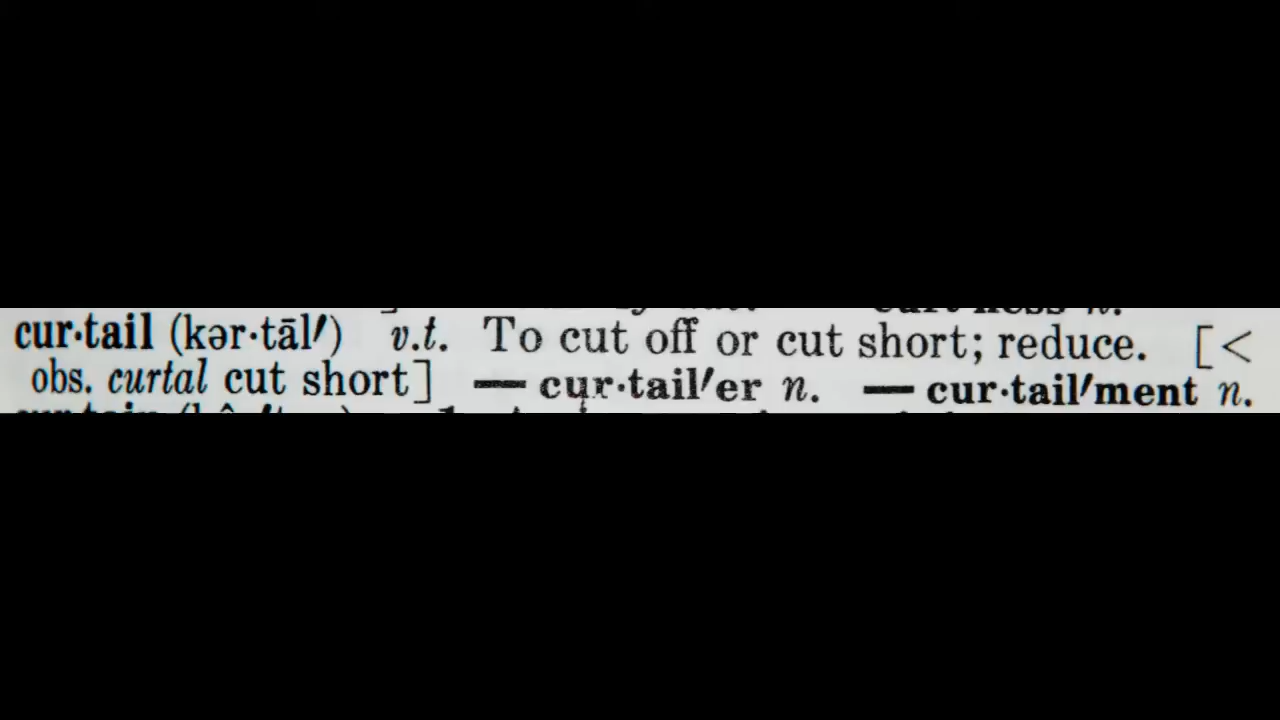 cur·tail (kər·tāl′) v.t. To cut off or cut short; reduce. [<
obs. curtal cut short] — cur·tail′er n. — cur·tail′ment n.